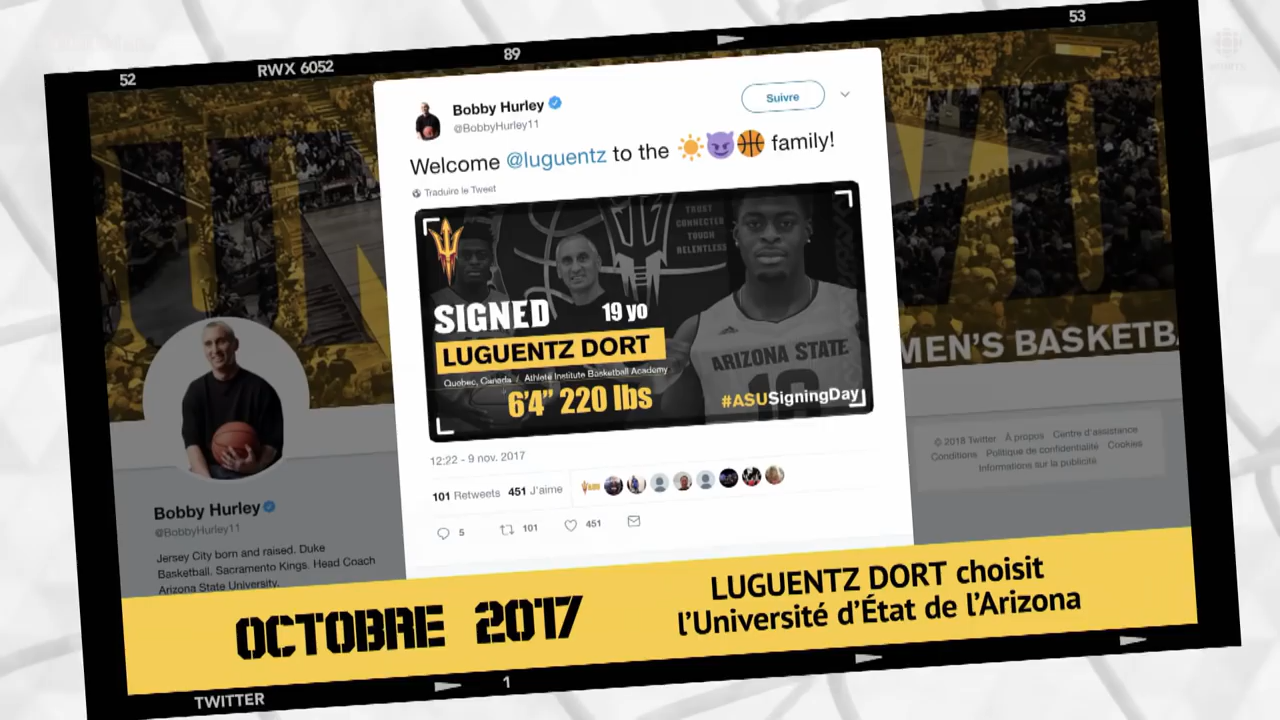 52
RWX 6052
89
53
Bobby Hurley
@BobbyHurley11
Suivre
Welcome @luguentz to the ☀️😈🏀 family!
Traduire le Tweet
TRUST
CONNECTED
TOUGH
RELENTLESS
SIGNED 19 yo
LUGUENTZ DORT
Quebec, Canada / Athlete Institute Basketball Academy
6'4" 220 lbs
ARIZONA STATE
#ASUSigningDay
12:22 - 9 nov. 2017
101 Retweets 451 J'aime
5 101 451
MEN'S BASKETB
Bobby Hurley
@BobbyHurley11
Jersey City born and raised. Duke
Basketball. Sacramento Kings. Head Coach
Arizona State University.
© 2018 Twitter À propos Centre d'assistance
Conditions Politique de confidentialité Cookies
Informations sur la publicité
OCTOBRE 2017
LUGUENTZ DORT choisit
l'Université d'État de l'Arizona
TWITTER
1